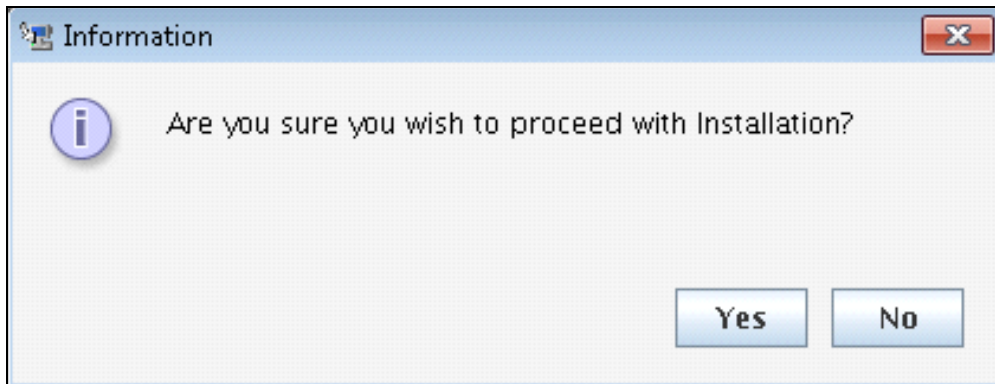 Information
Are you sure you wish to proceed with Installation?
Yes No